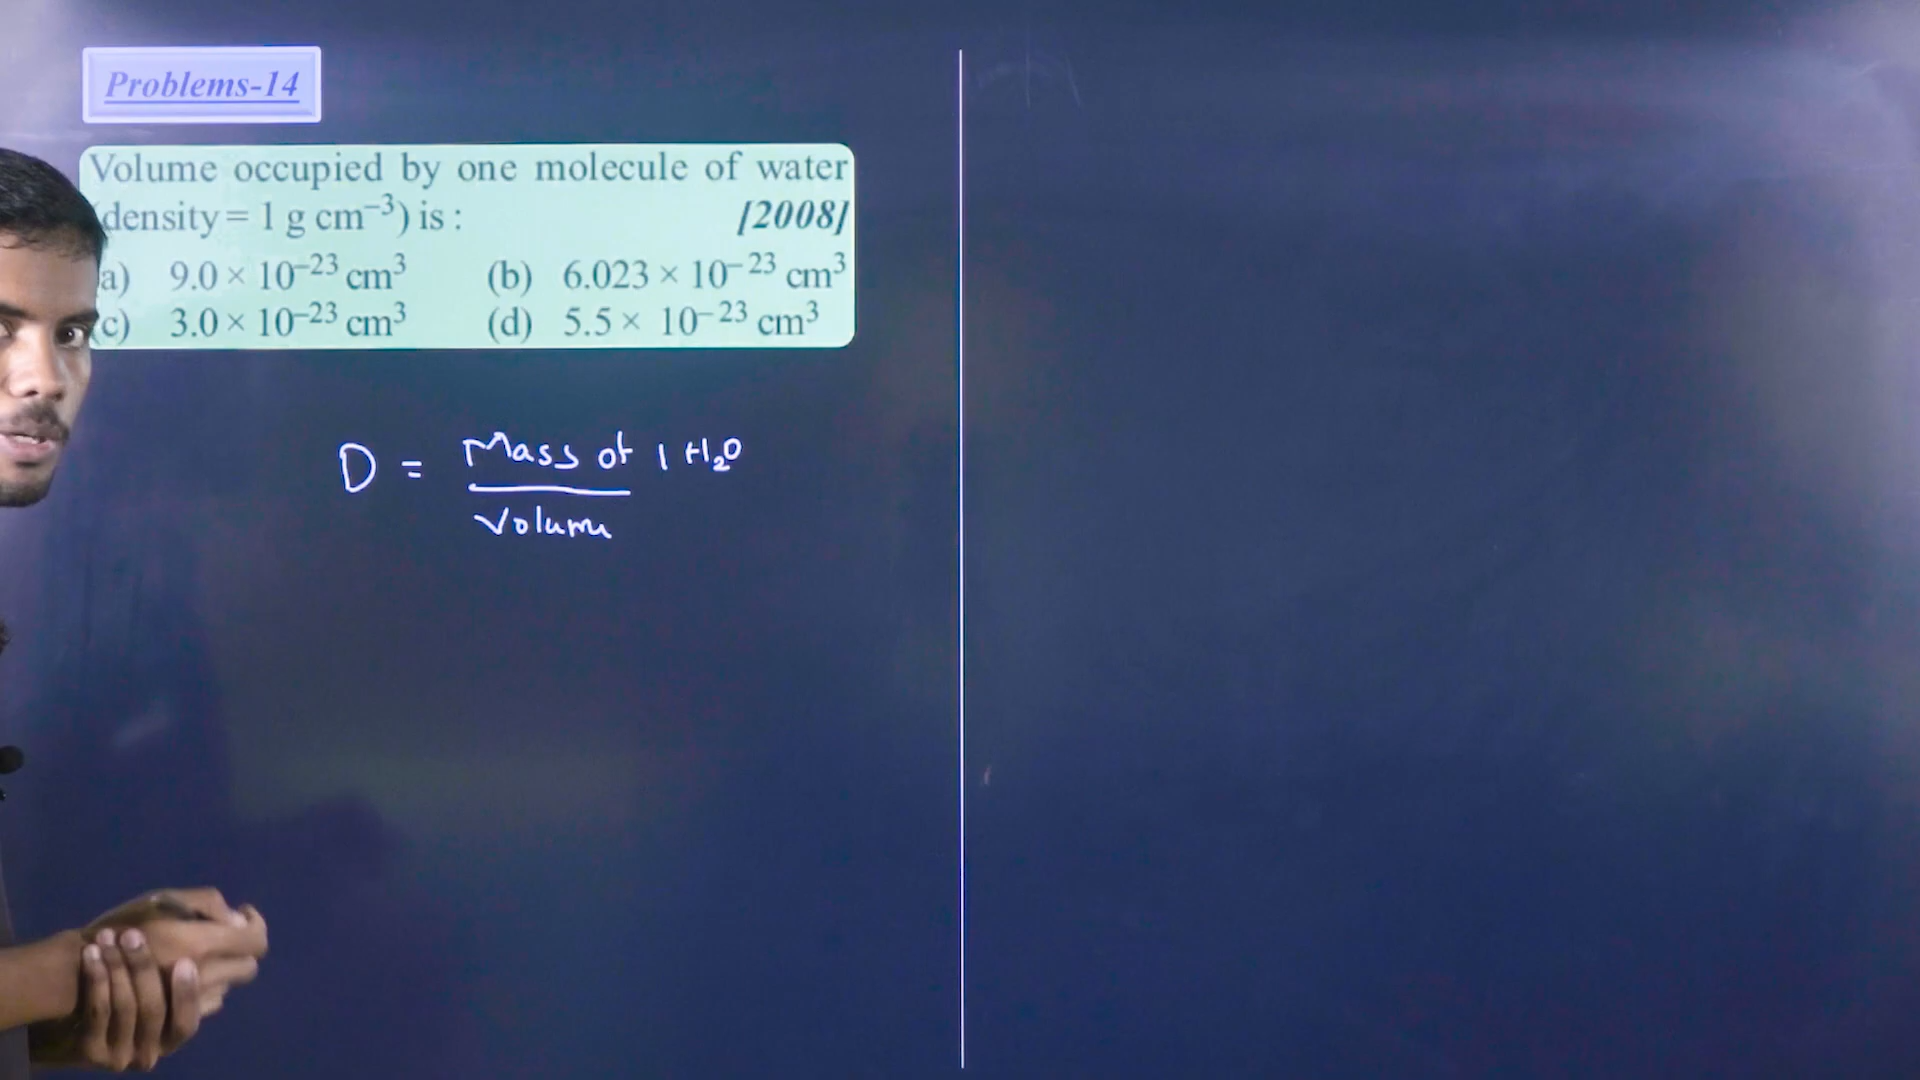 Problems-14
Volume occupied by one molecule of water
density = 1 g cm⁻³) is : [2008]
a) 9.0 × 10⁻²³ cm³ (b) 6.023 × 10⁻²³ cm³
(c) 3.0 × 10⁻²³ cm³ (d) 5.5 × 10⁻²³ cm³
D = Mass of 1 H₂O
Volume